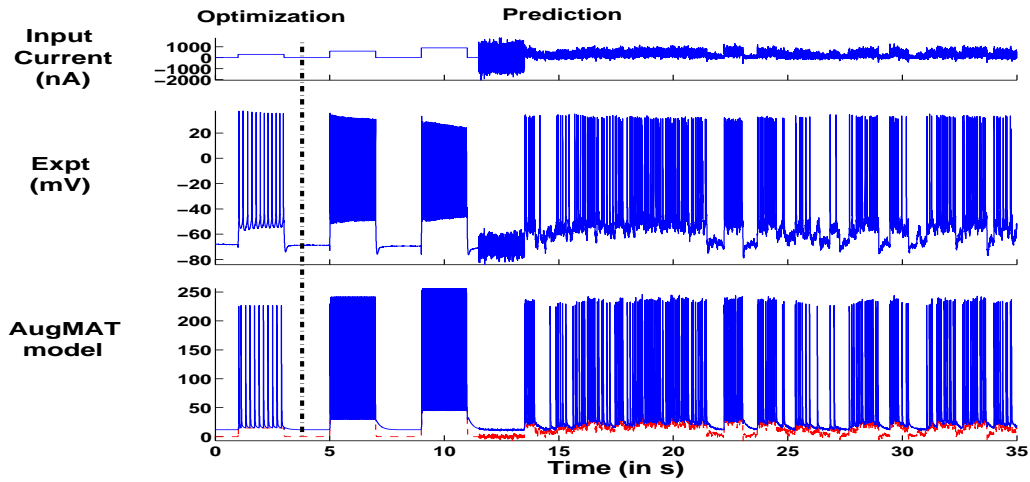 Optimization
Prediction
Input
Current
(nA)
1000
0
−1000
−2000
Expt
(mV)
20
0
−20
−40
−60
−80
AugMAT
model
250
200
150
100
50
0
0 5 10 15 20 25 30 35
Time (in s)